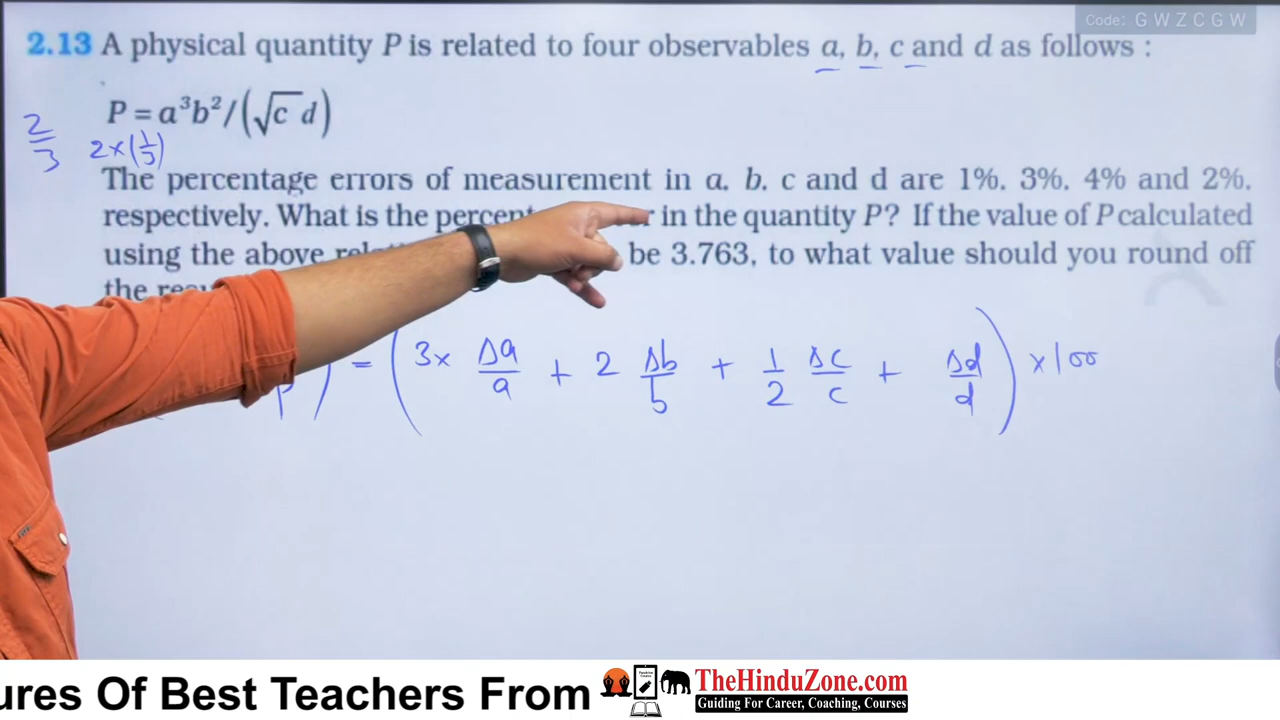 Code: G W Z C G W
2.13 A physical quantity P is related to four observables a, b, c and d as follows :
P = a³b²/(√c d)
2/3 2×(1/3)
The percentage errors of measurement in a, b, c and d are 1%, 3%, 4% and 2%,
respectively. What is the in the quantity P? If the value of P calculated
using the above be 3.763, to what value should you round off
the
= (3× Δa/a + 2 Δb/b + 1/2 Δc/c + Δd/d) ×100
ures Of Best Teachers From
TheHinduZone.com
Guiding For Career, Coaching, Courses